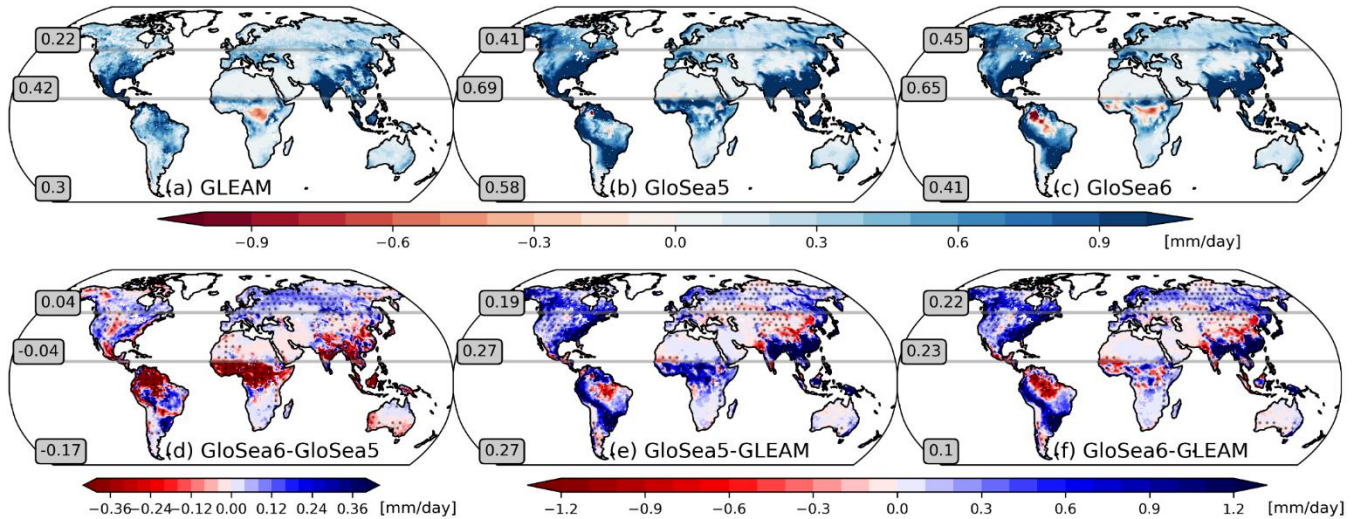 0.22
0.42
0.3
(a) GLEAM
0.41
0.69
0.58
(b) GloSea5
0.45
0.65
0.41
(c) GloSea6
−0.9 −0.6 −0.3 0.0 0.3 0.6 0.9 [mm/day]
0.04
-0.04
-0.17
(d) GloSea6-GloSea5
0.19
0.27
0.27
(e) GloSea5-GLEAM
0.22
0.23
0.1
(f) GloSea6-GLEAM
−0.36 −0.24 −0.12 0.00 0.12 0.24 0.36 [mm/day]
−1.2 −0.9 −0.6 −0.3 0.0 0.3 0.6 0.9 1.2 [mm/day]